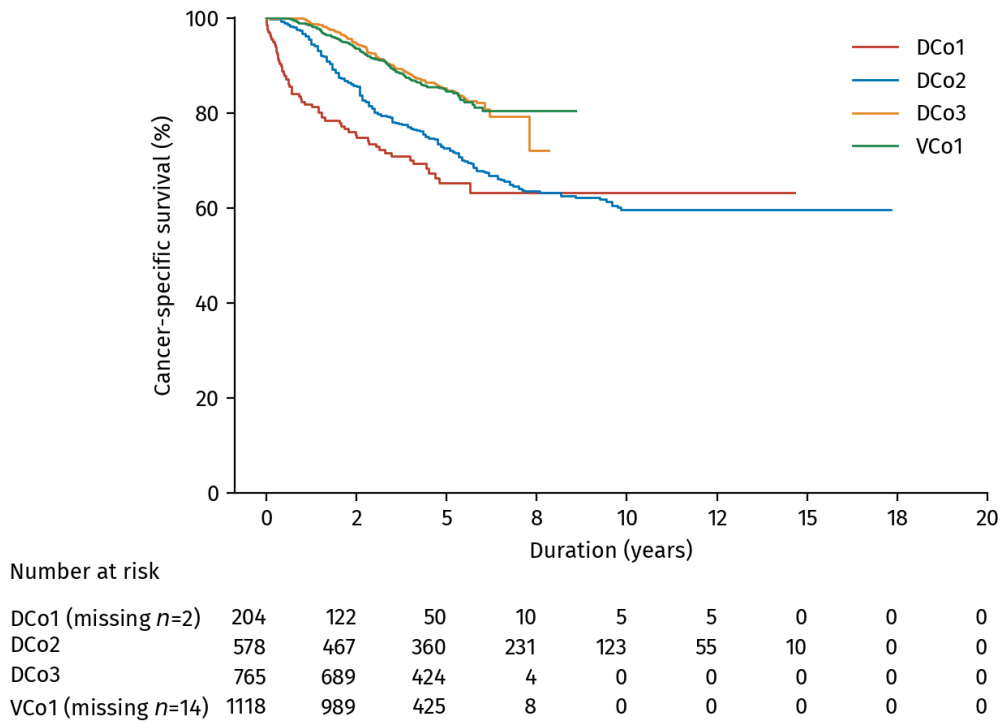 100
80
60
40
20
0
Cancer-specific survival (%)
DCo1
DCo2
DCo3
VCo1
0 2 5 8 10 12 15 18 20
Duration (years)
Number at risk
DCo1 (missing n=2) 204 122 50 10 5 5 0 0 0
DCo2 578 467 360 231 123 55 10 0 0
DCo3 765 689 424 4 0 0 0 0 0
VCo1 (missing n=14) 1118 989 425 8 0 0 0 0 0